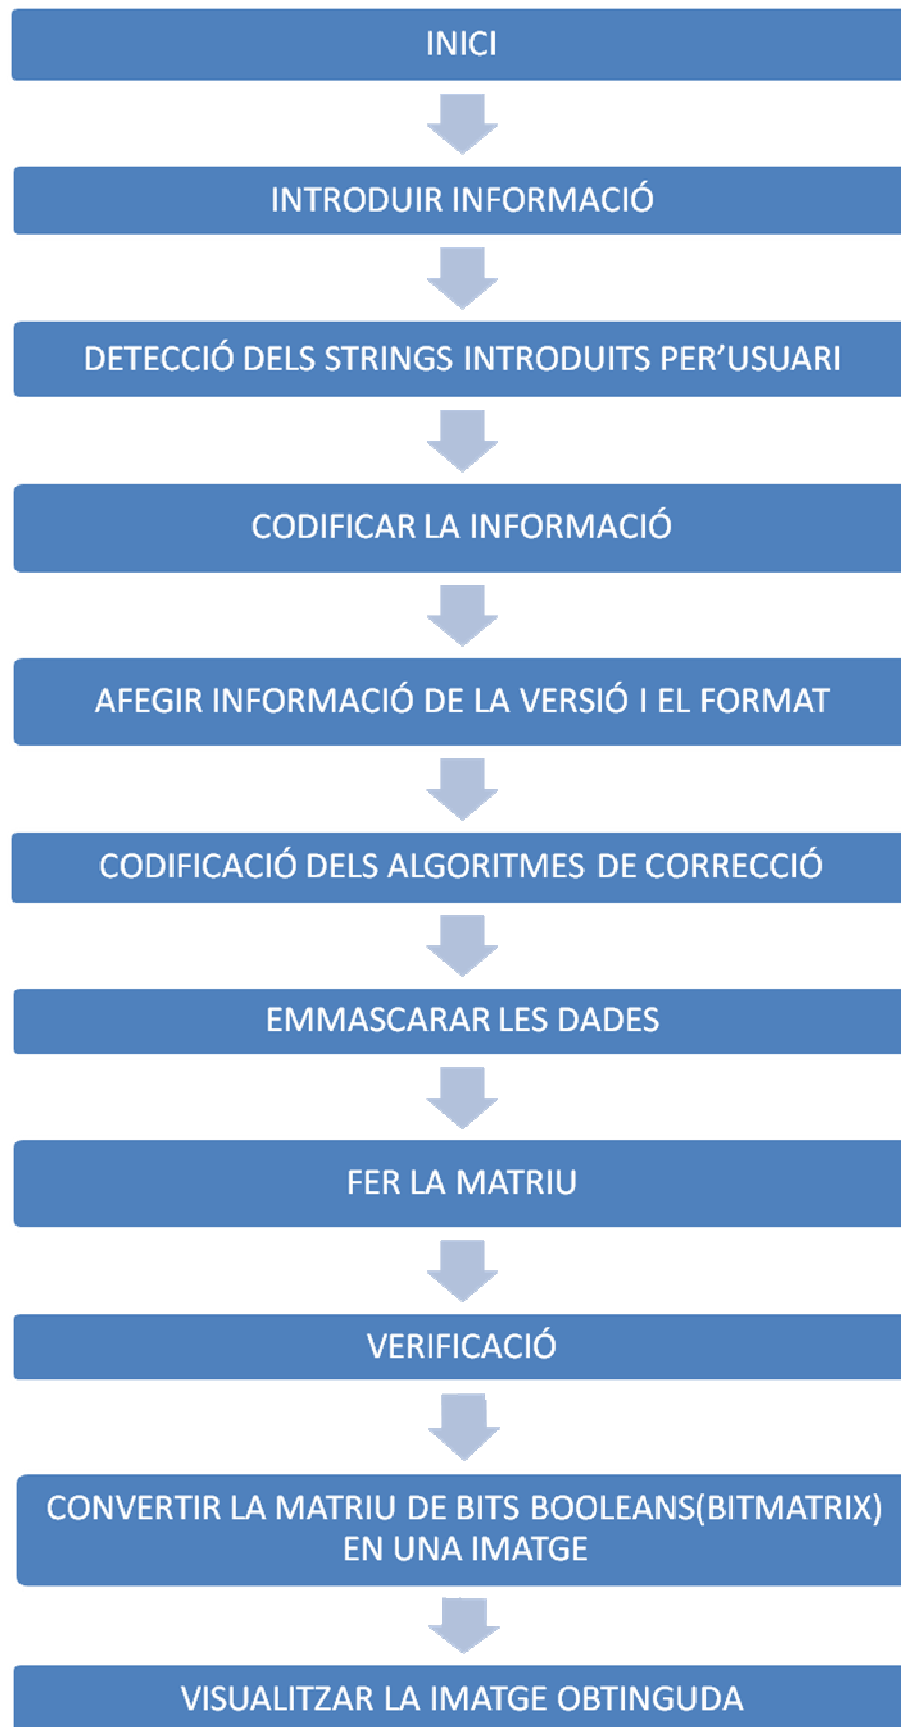 INICI
INTRODUIR INFORMACIÓ
DETECCIÓ DELS STRINGS INTRODUITS PER’USUARI
CODIFICAR LA INFORMACIÓ
AFEGIR INFORMACIÓ DE LA VERSIÓ I EL FORMAT
CODIFICACIÓ DELS ALGORITMES DE CORRECCIÓ
EMMASCARAR LES DADES
FER LA MATRIU
VERIFICACIÓ
CONVERTIR LA MATRIU DE BITS BOOLEANS(BITMATRIX)
EN UNA IMATGE
VISUALITZAR LA IMATGE OBTINGUDA